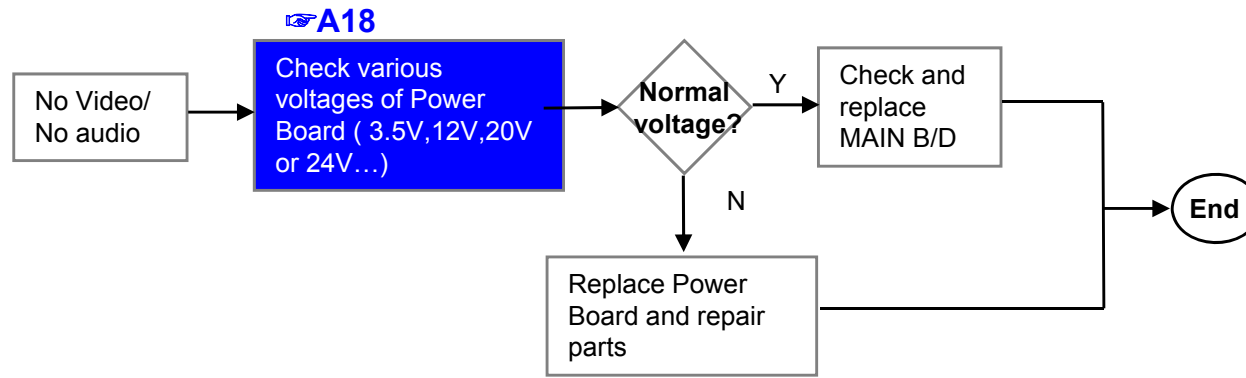 ☞A18
No Video/
No audio
Check various
voltages of Power
Board ( 3.5V,12V,20V
or 24V…)
Normal
voltage?
Y
Check and
replace
MAIN B/D
N
Replace Power
Board and repair
parts
End